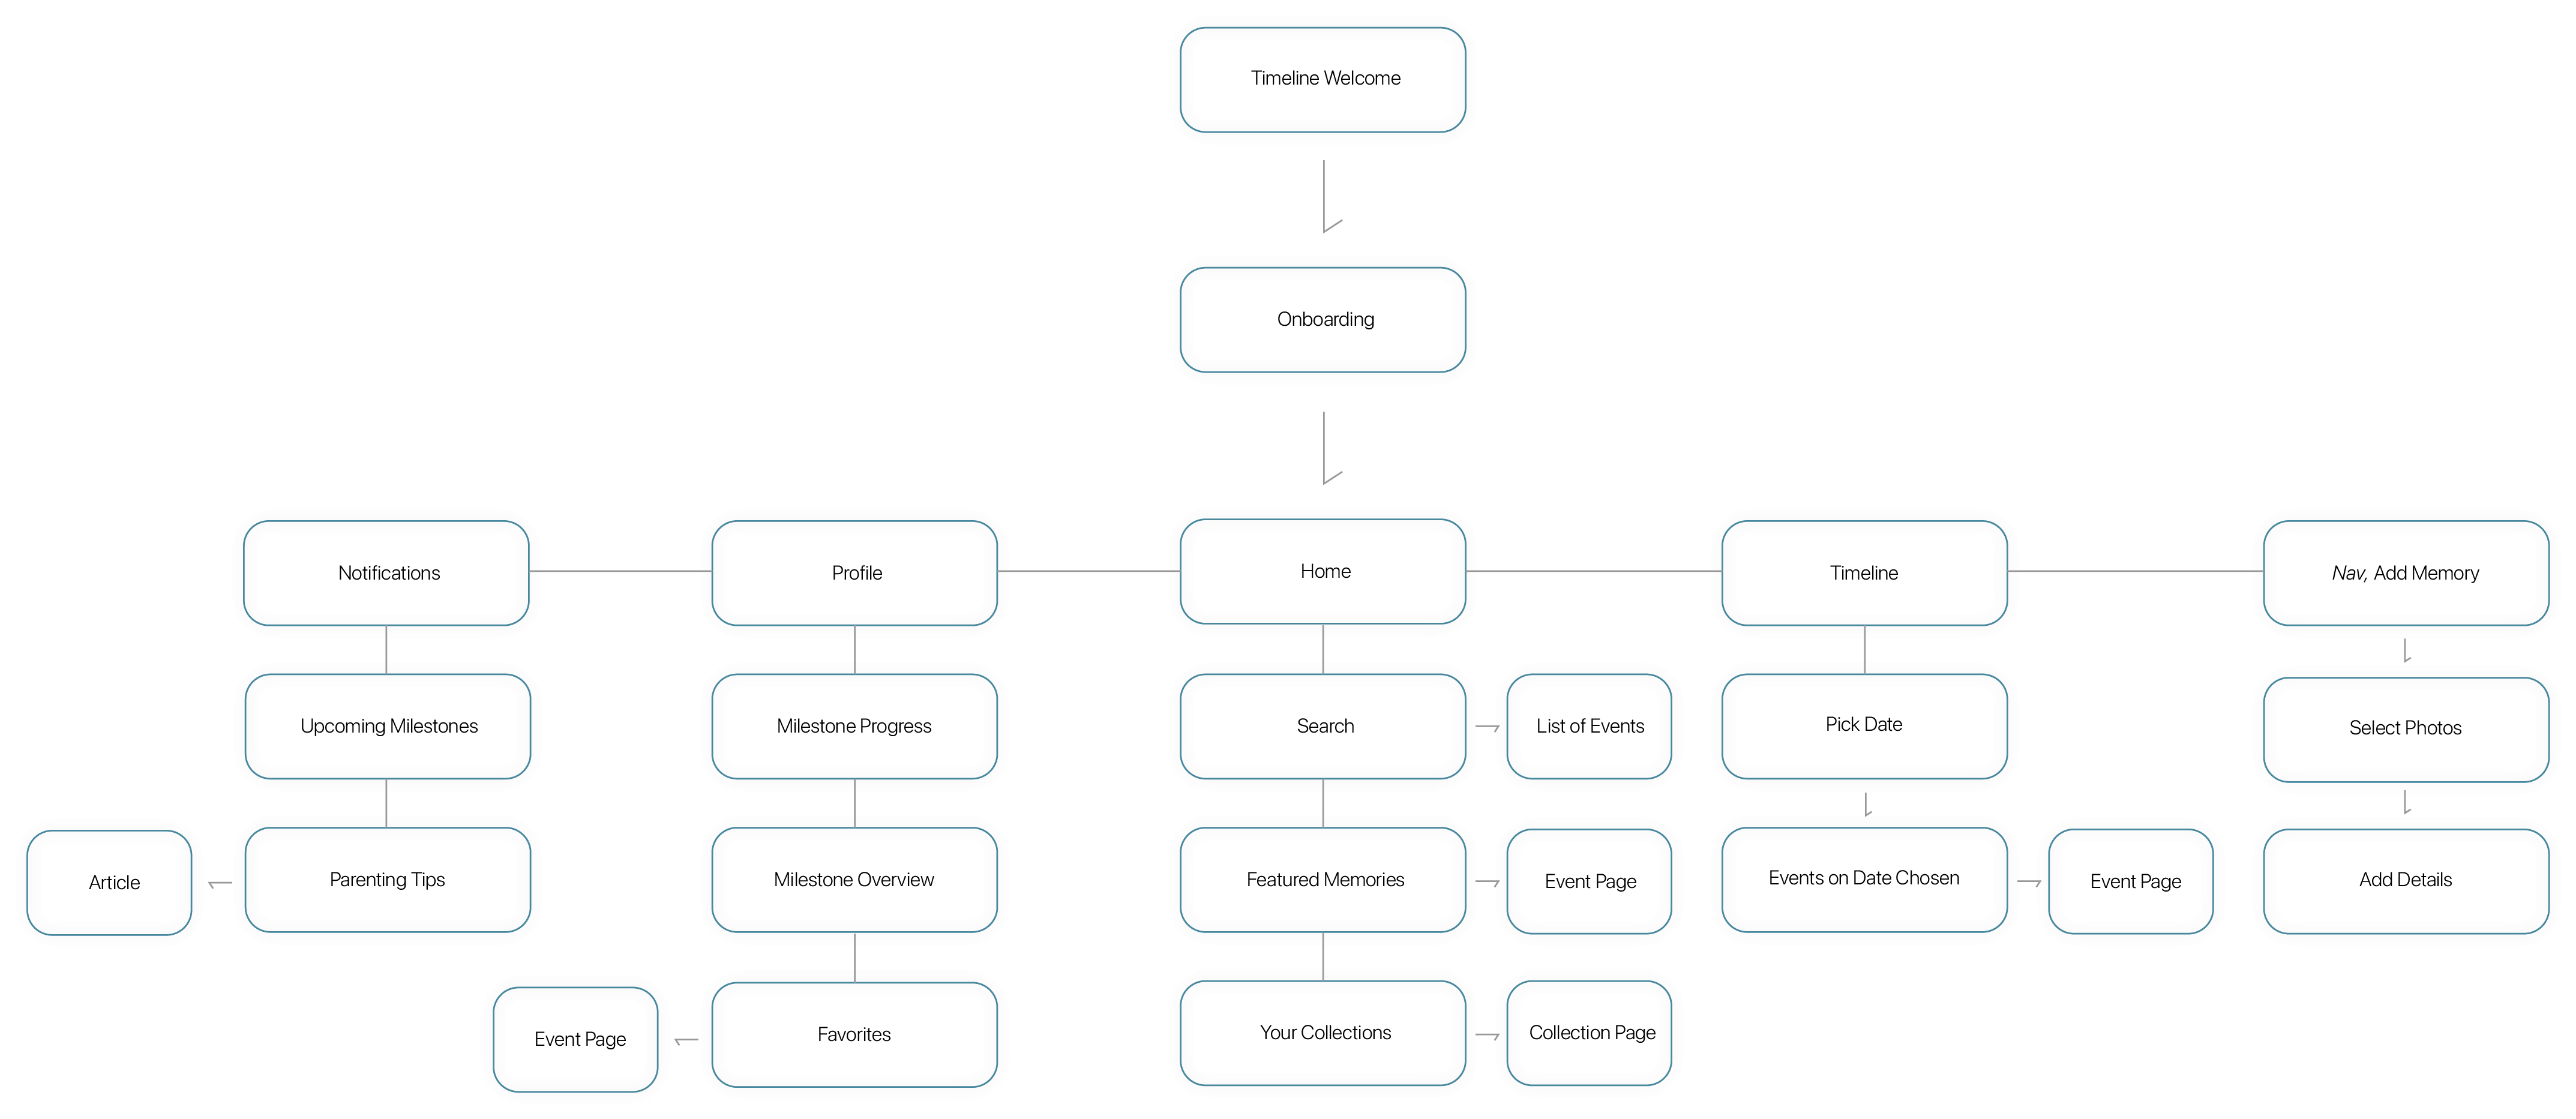 Timeline Welcome
Onboarding
Notifications
Profile
Home
Timeline
Nav, Add Memory
Upcoming Milestones
Milestone Progress
Search
List of Events
Pick Date
Select Photos
Article
Parenting Tips
Milestone Overview
Featured Memories
Event Page
Events on Date Chosen
Event Page
Add Details
Event Page
Favorites
Your Collections
Collection Page